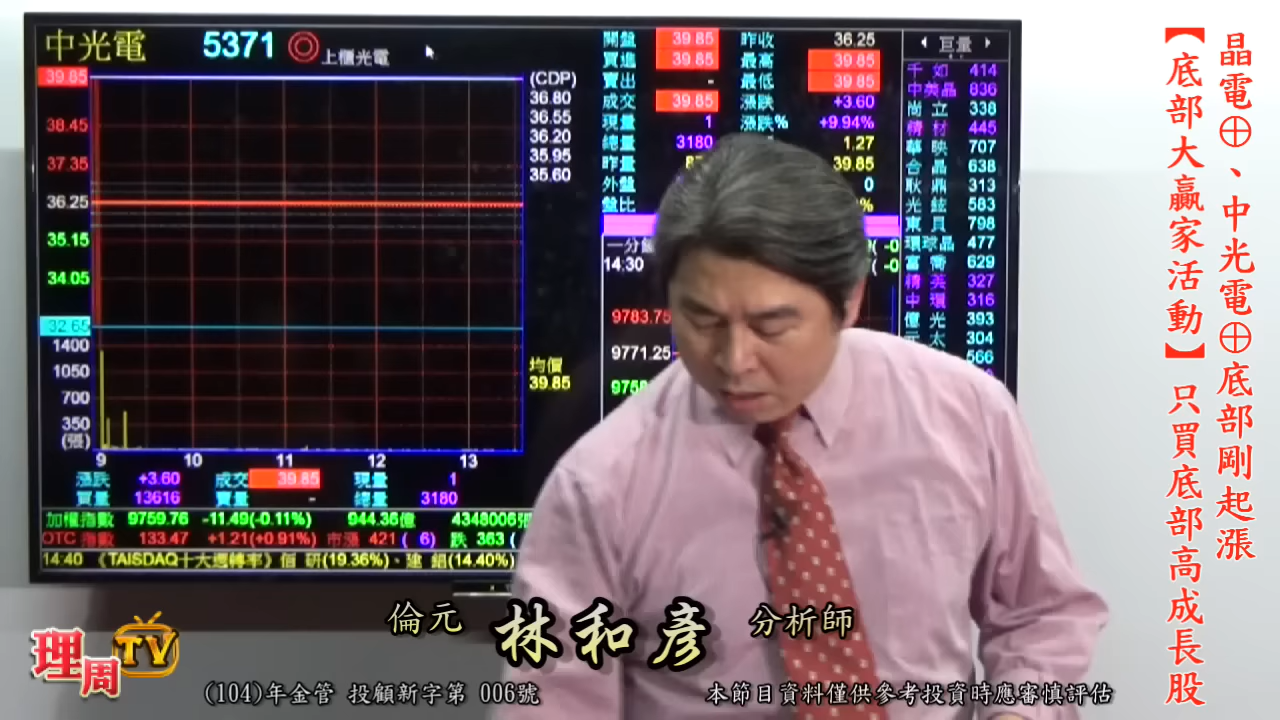 中光電 5371 上櫃光電
39.85
38.45
37.35
36.25
35.15
34.05
32.65
1400
1050
700
350
(張)
9 10 11 12 13
(CDP)
36.80
36.55
36.20
35.95
35.60
均價
39.85
開盤 39.85 昨收 36.25
買進 39.85 最高 39.85
賣出 - 最低 39.85
成交 39.85 漲跌 +3.60
現量 1 漲跌% +9.94%
總量 3180 1.27
昨量 39.85
外盤 0
盤比
一分鐘
14:30
9783.75
9771.25
巨量
千如 414
中美晶 836
尚立 338
精材 445
華映 707
合晶 638
耿鼎 313
光鋐 583
東貝 798
環球晶 477
富喬 629
精英 327
中環 316
億光 393
元太 304
566
漲跌 +3.60 成交 39.85 現量 1
買量 13616 賣量 - 總量 3180
加權指數 9759.76 -11.49(-0.11%) 944.36億 4348006張
OTC 指數 133.47 +1.21(+0.91%) 市漲 421( 6) 跌 363(
14:40 《TAISDAQ十大週轉率》佰 研(19.36%)、建 錩(14.40%)
晶電⊕、中光電⊕底部剛起漲
【底部大贏家活動】只買底部高成長股
倫元 林和彥 分析師
理周TV
(104)年金管 投顧新字第 006號
本節目資料僅供參考投資時應審慎評估